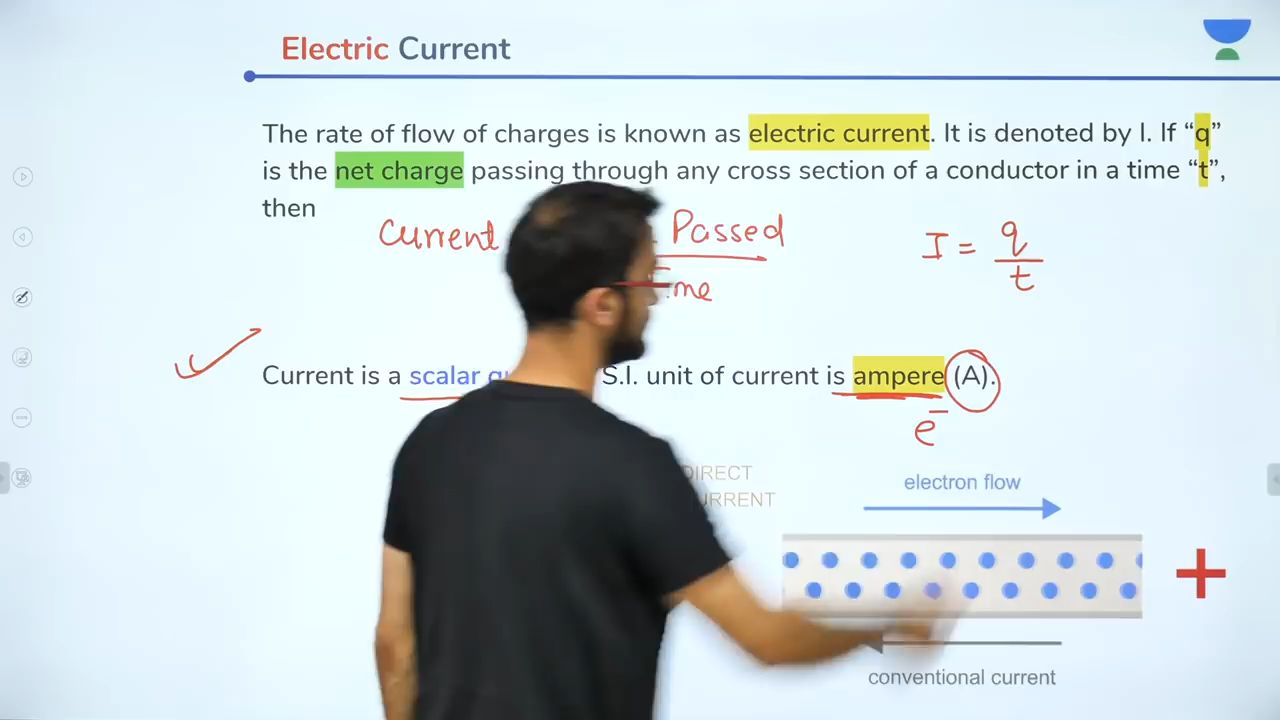 Electric Current
The rate of flow of charges is known as electric current. It is denoted by I. If “q”
is the net charge passing through any cross section of a conductor in a time “t”,
then
Current Passed
I = q
t
Current is a scalar S.I. unit of current is ampere (A).
e⁻
DIRECT
electron flow
+
conventional current